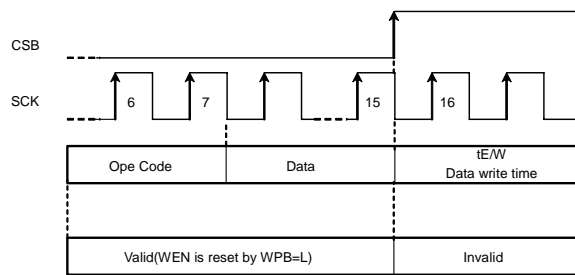 CSB
SCK
6
7
15
16
Ope Code
Data
tE/W
Data write time
Valid(WEN is reset by WPB=L)
Invalid